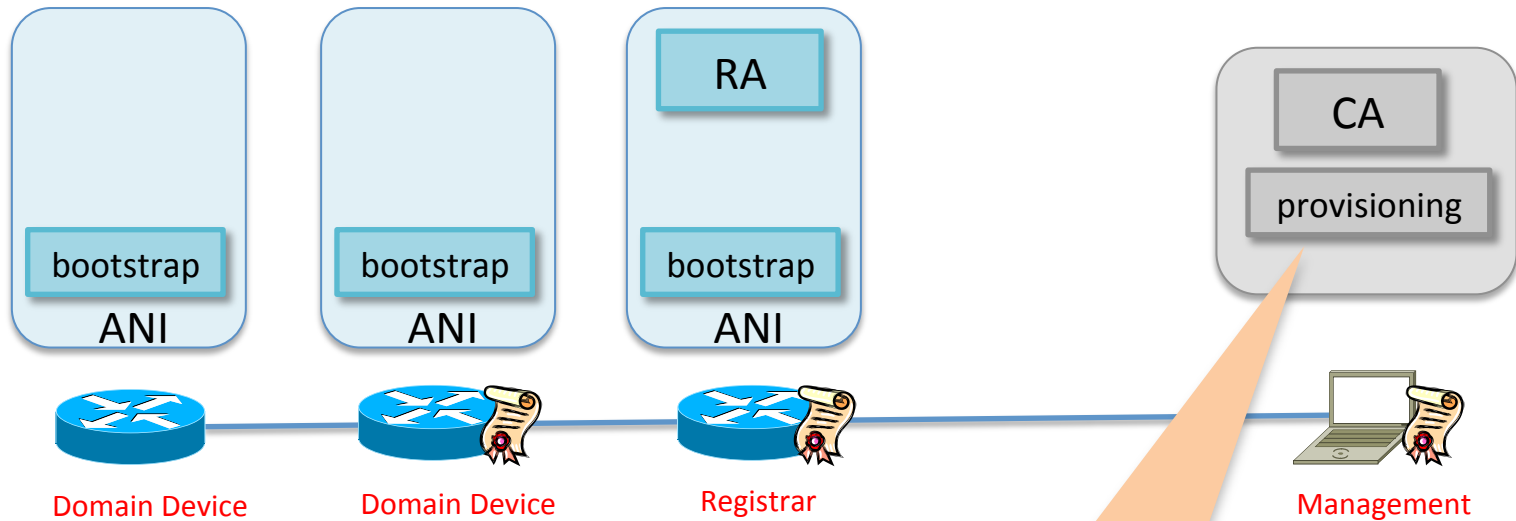 RA
CA
provisioning
bootstrap
bootstrap
bootstrap
ANI
ANI
ANI
Domain Device
Domain Device
Registrar
Management